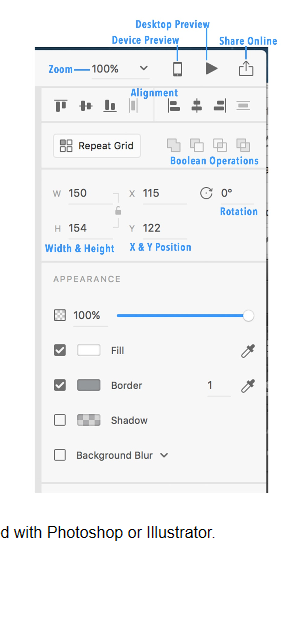 Desktop Preview
Device Preview
Share Online
Zoom 100%
Alignment
Repeat Grid
Boolean Operations
W 150 X 115 0°
Rotation
H 154 Y 122
Width & Height X & Y Position
APPEARANCE
100%
Fill
Border 1
Shadow
Background Blur
d with Photoshop or Illustrator.